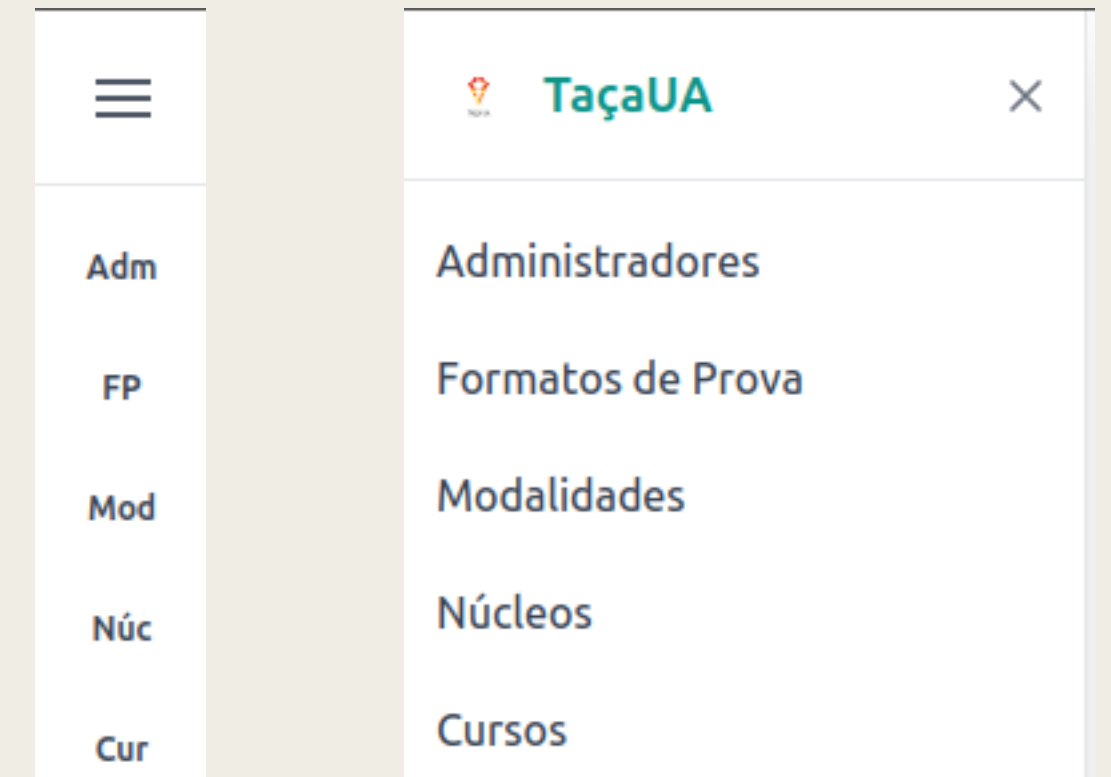 Adm
FP
Mod
Núc
Cur
TaçaUA
Administradores
Formatos de Prova
Modalidades
Núcleos
Cursos